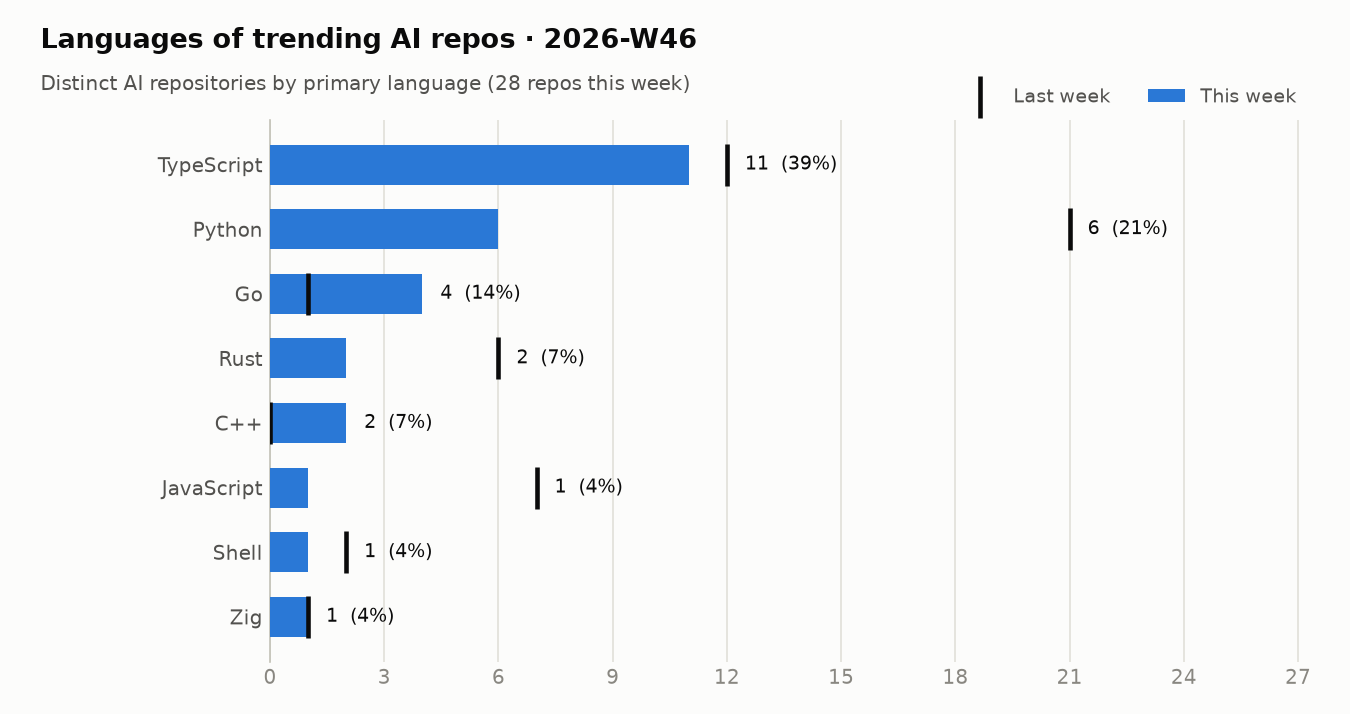 Languages of trending AI repos · 2026-W46
Distinct AI repositories by primary language (28 repos this week)
Last week
This week
TypeScript
11 (39%)
Python
6 (21%)
Go
4 (14%)
Rust
2 (7%)
C++
2 (7%)
JavaScript
1 (4%)
Shell
1 (4%)
Zig
1 (4%)
0 3 6 9 12 15 18 21 24 27